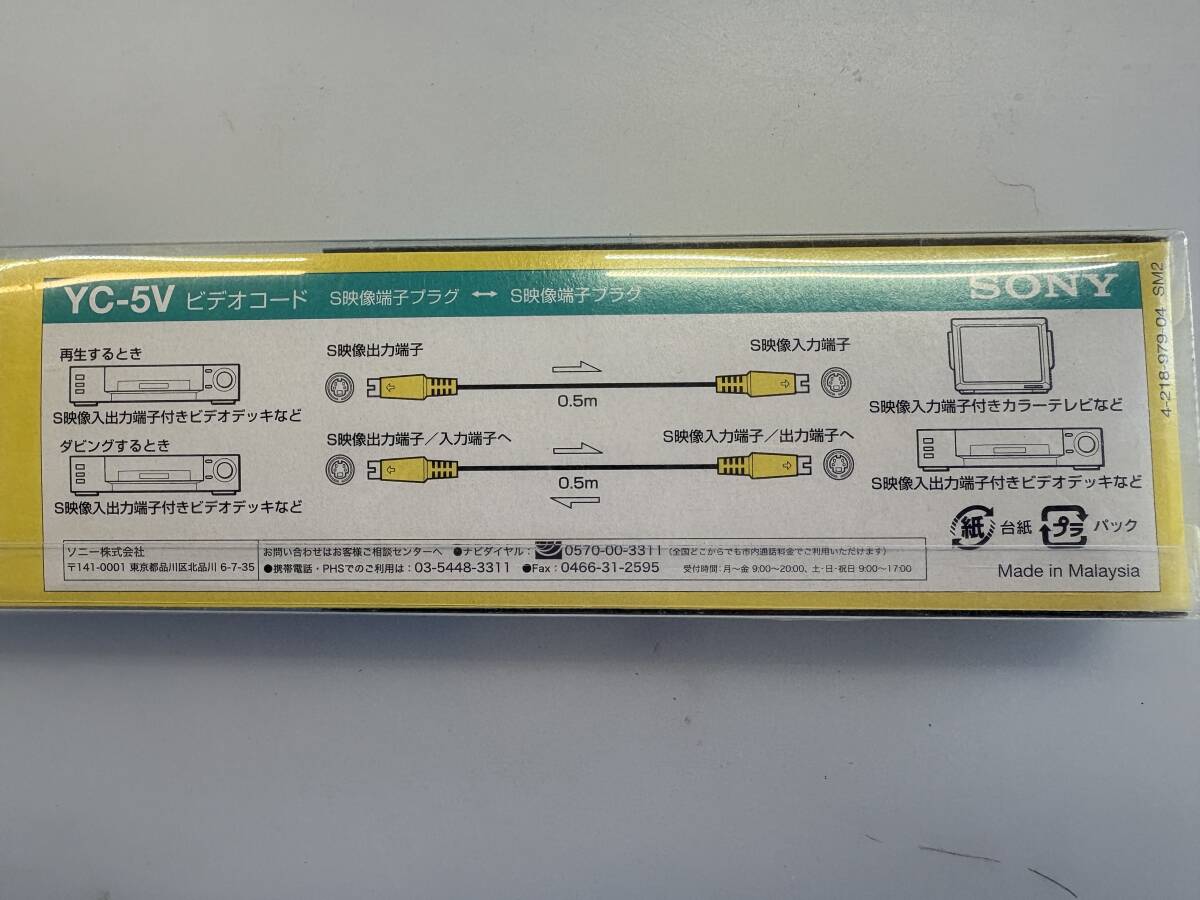 YC-5V ビデオコード S映像端子プラグ ↔ S映像端子プラグ SONY
再生するとき
S映像出力端子
S映像入力端子
0.5m
S映像入出力端子付きビデオデッキなど
S映像入力端子付きカラーテレビなど
ダビングするとき
S映像出力端子／入力端子へ
S映像入力端子／出力端子へ
0.5m
S映像入出力端子付きビデオデッキなど
S映像入出力端子付きビデオデッキなど
紙 台紙 プラ パック
ソニー株式会社
〒141-0001 東京都品川区北品川 6-7-35
お問い合わせはお客様ご相談センターへ ●ナビダイヤル： 0570-00-3311（全国どこからでも市内通話料金でご利用いただけます）
●携帯電話・PHSでのご利用は：03-5448-3311 ●Fax：0466-31-2595 受付時間：月～金 9:00～20:00、土・日・祝日 9:00～17:00
Made in Malaysia
4-218-979-04 SM2